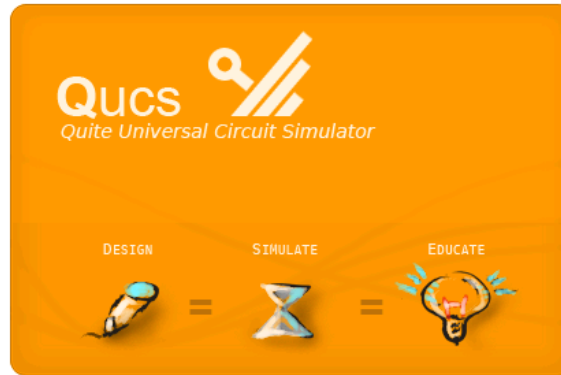 Qucs
Quite Universal Circuit Simulator
DESIGN SIMULATE EDUCATE
= =